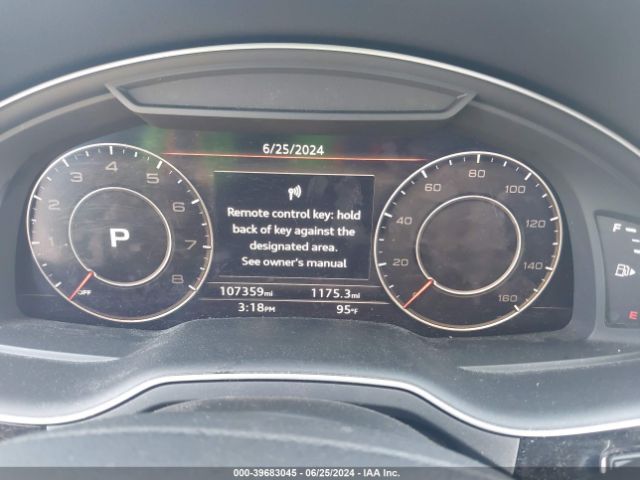 6/25/2024
Remote control key: hold
back of key against the
designated area.
See owner's manual
107359mi 1175.3mi
3:18PM 95°F
1 2 3 4 5 6 7 8
P
OFF
20 40 60 80 100 120 140 160
F
E
000-39683045 - 06/25/2024 - IAA Inc.